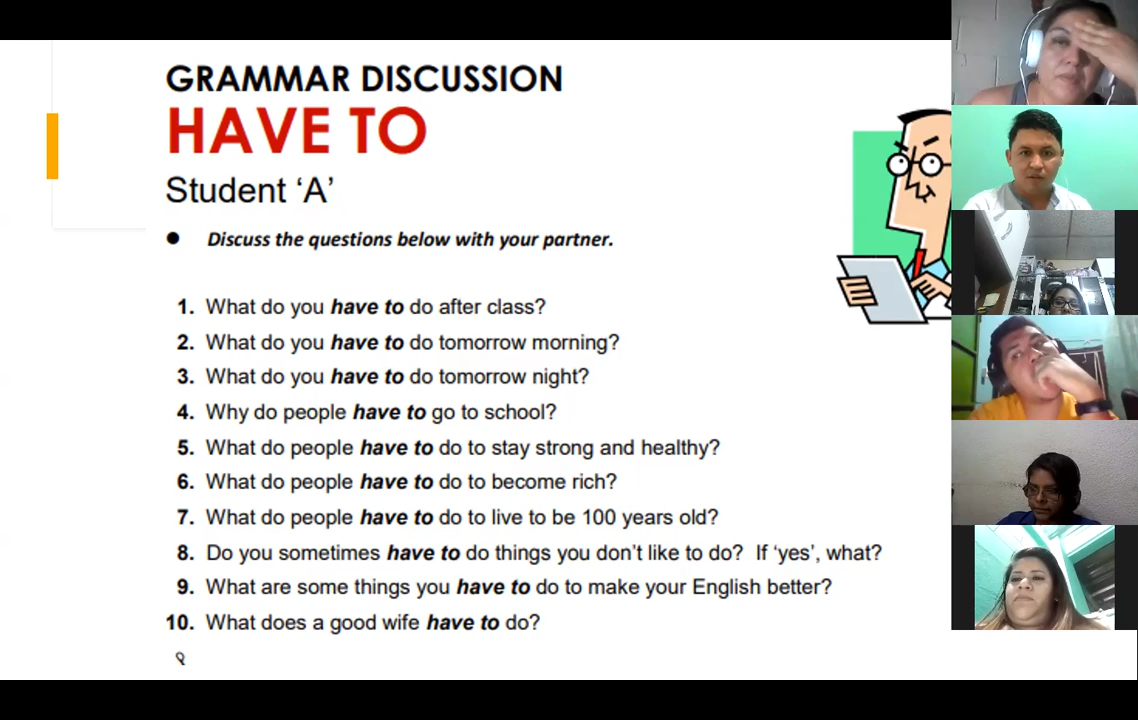 GRAMMAR DISCUSSION
HAVE TO
Student ‘A’
● Discuss the questions below with your partner.
1. What do you have to do after class?
2. What do you have to do tomorrow morning?
3. What do you have to do tomorrow night?
4. Why do people have to go to school?
5. What do people have to do to stay strong and healthy?
6. What do people have to do to become rich?
7. What do people have to do to live to be 100 years old?
8. Do you sometimes have to do things you don’t like to do? If ‘yes’, what?
9. What are some things you have to do to make your English better?
10. What does a good wife have to do?